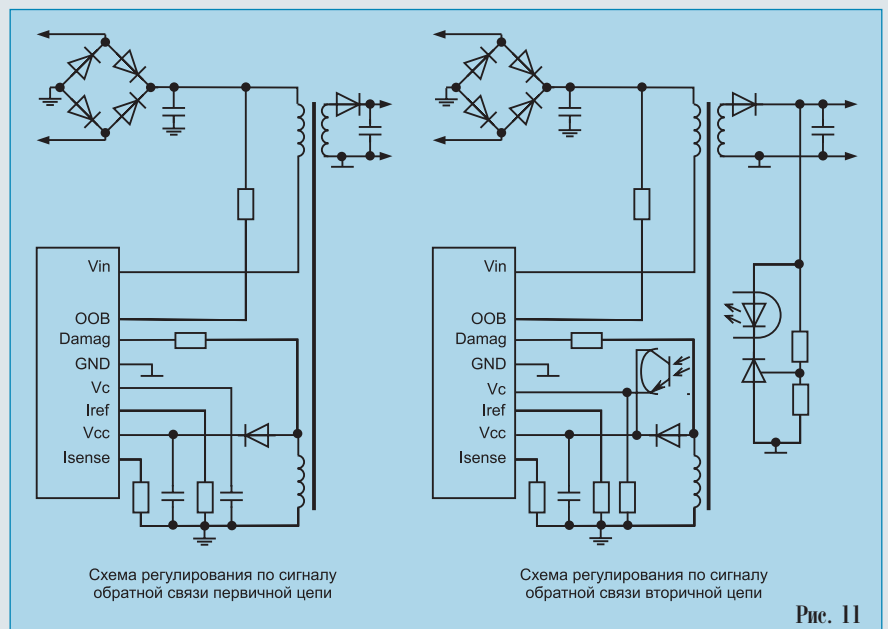 Vin
OOB
Damag
GND
Vc
Iref
Vcc
Isense
Схема регулирования по сигналу
обратной связи первичной цепи
Vin
OOB
Damag
GND
Vc
Iref
Vcc
Isense
Схема регулирования по сигналу
обратной связи вторичной цепи
Рис. 11